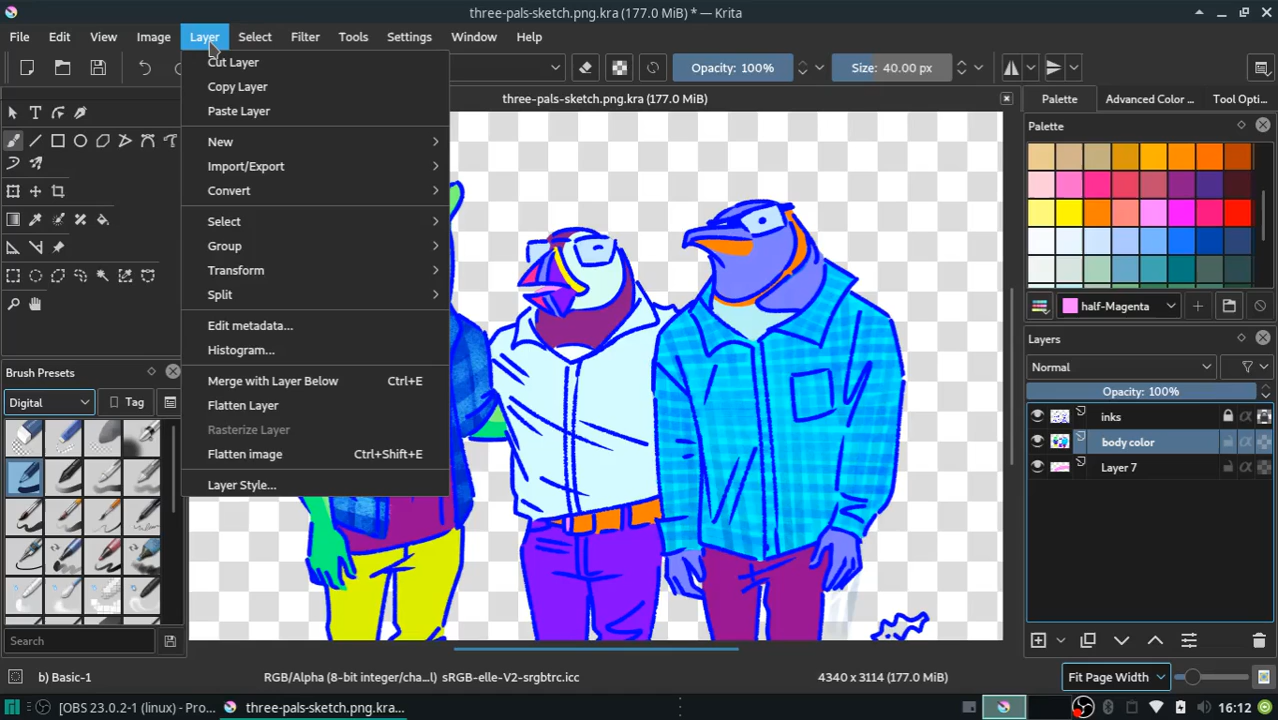 three-pals-sketch.png.kra (177.0 MiB) * — Krita
File Edit View Image Layer Select Filter Tools Settings Window Help
Opacity: 100% Size: 40.00 px
Cut Layer
Copy Layer
Paste Layer
New
Import/Export
Convert
Select
Group
Transform
Split
Edit metadata...
Histogram...
Merge with Layer Below Ctrl+E
Flatten Layer
Rasterize Layer
Flatten image Ctrl+Shift+E
Layer Style...
three-pals-sketch.png.kra (177.0 MiB)
Palette Advanced Color ... Tool Opti...
Palette
half-Magenta
Layers
Normal
Opacity: 100%
inks
body color
Layer 7
Brush Presets
Digital Tag
Search
b) Basic-1 RGB/Alpha (8-bit integer/cha...l) sRGB-elle-V2-srgbtrc.icc 4340 x 3114 (177.0 MiB) Fit Page Width
[OBS 23.0.2-1 (linux) - Pro... three-pals-sketch.png.kra... 16:12